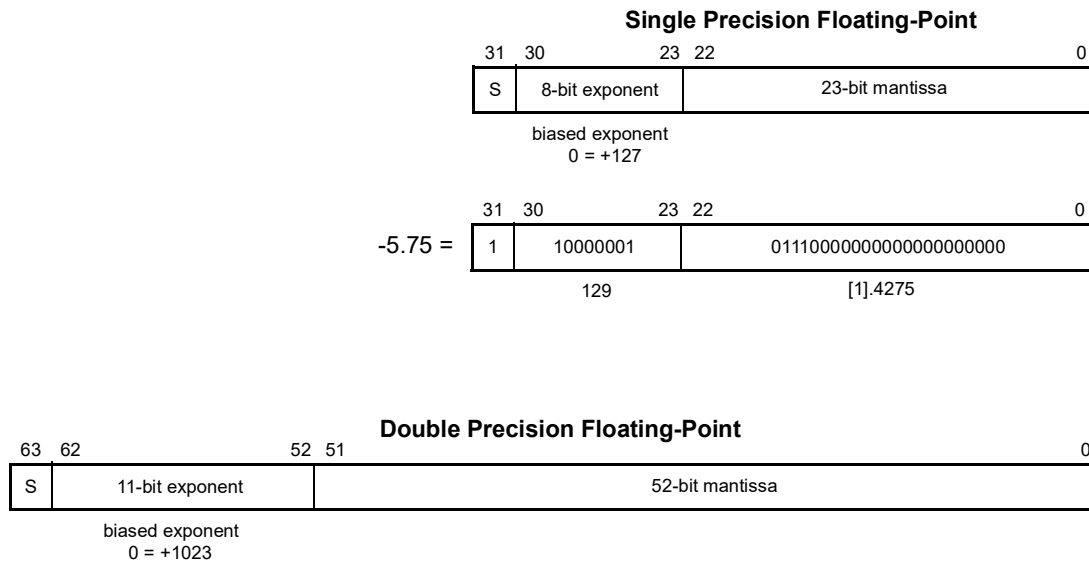 Single Precision Floating-Point
31 30 23 22 0
S 8-bit exponent 23-bit mantissa
biased exponent
0 = +127
31 30 23 22 0
-5.75 = 1 10000001 01110000000000000000000
129 [1].4275
Double Precision Floating-Point
63 62 52 51 0
S 11-bit exponent 52-bit mantissa
biased exponent
0 = +1023